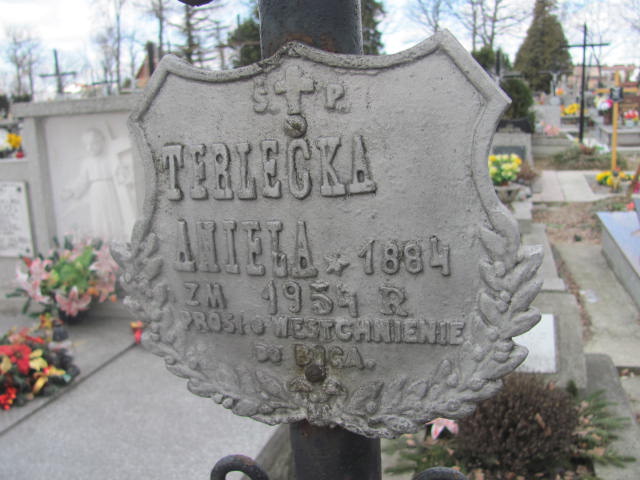 Ś. P.
TERLECKA
ANIELA * 1884
ZM 1954 R
PROSI O WESTCHNIENIE
DO BOGA.